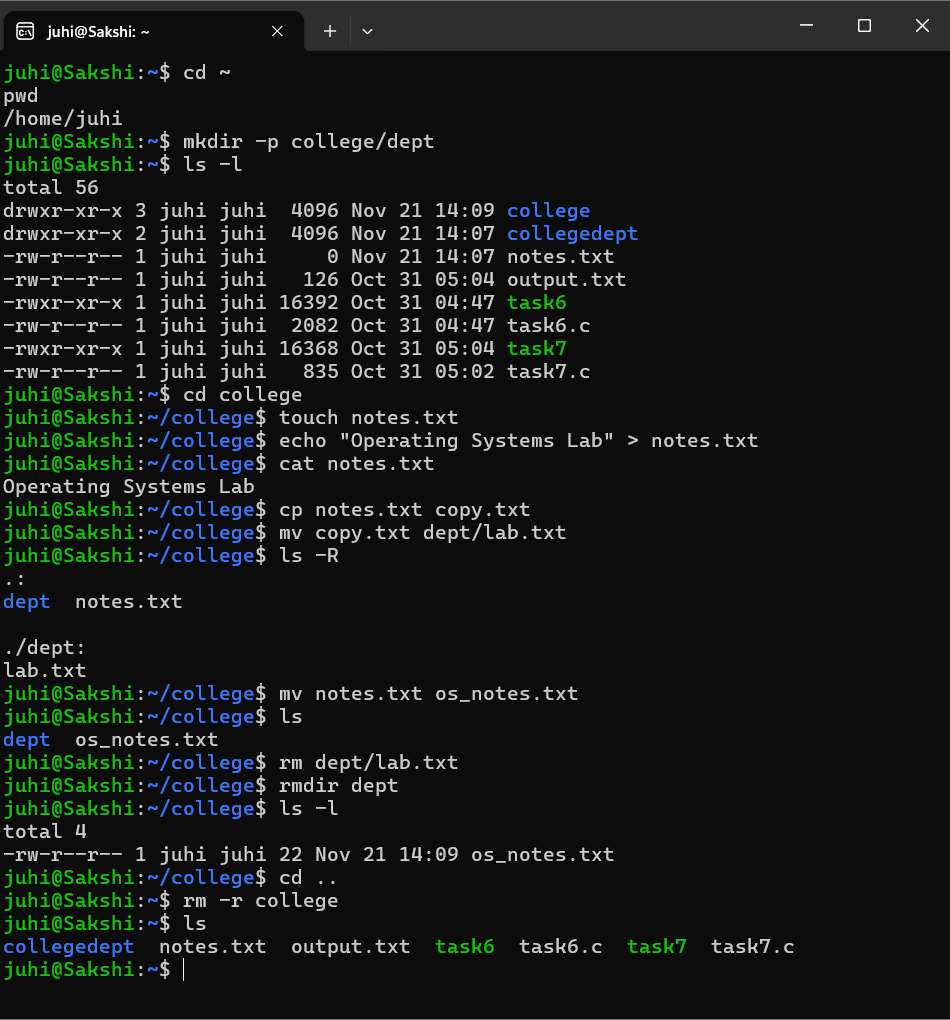 juhi@Sakshi: ~
juhi@Sakshi:~$ cd ~
pwd
/home/juhi
juhi@Sakshi:~$ mkdir -p college/dept
juhi@Sakshi:~$ ls -l
total 56
drwxr-xr-x 3 juhi juhi  4096 Nov 21 14:09 college
drwxr-xr-x 2 juhi juhi  4096 Nov 21 14:07 collegedept
-rw-r--r-- 1 juhi juhi     0 Nov 21 14:07 notes.txt
-rw-r--r-- 1 juhi juhi   126 Oct 31 05:04 output.txt
-rwxr-xr-x 1 juhi juhi 16392 Oct 31 04:47 task6
-rw-r--r-- 1 juhi juhi  2082 Oct 31 04:47 task6.c
-rwxr-xr-x 1 juhi juhi 16368 Oct 31 05:04 task7
-rw-r--r-- 1 juhi juhi   835 Oct 31 05:02 task7.c
juhi@Sakshi:~$ cd college
juhi@Sakshi:~/college$ touch notes.txt
juhi@Sakshi:~/college$ echo "Operating Systems Lab" > notes.txt
juhi@Sakshi:~/college$ cat notes.txt
Operating Systems Lab
juhi@Sakshi:~/college$ cp notes.txt copy.txt
juhi@Sakshi:~/college$ mv copy.txt dept/lab.txt
juhi@Sakshi:~/college$ ls -R
.:
dept  notes.txt

./dept:
lab.txt
juhi@Sakshi:~/college$ mv notes.txt os_notes.txt
juhi@Sakshi:~/college$ ls
dept  os_notes.txt
juhi@Sakshi:~/college$ rm dept/lab.txt
juhi@Sakshi:~/college$ rmdir dept
juhi@Sakshi:~/college$ ls -l
total 4
-rw-r--r-- 1 juhi juhi 22 Nov 21 14:09 os_notes.txt
juhi@Sakshi:~/college$ cd ..
juhi@Sakshi:~$ rm -r college
juhi@Sakshi:~$ ls
collegedept  notes.txt  output.txt  task6  task6.c  task7  task7.c
juhi@Sakshi:~$